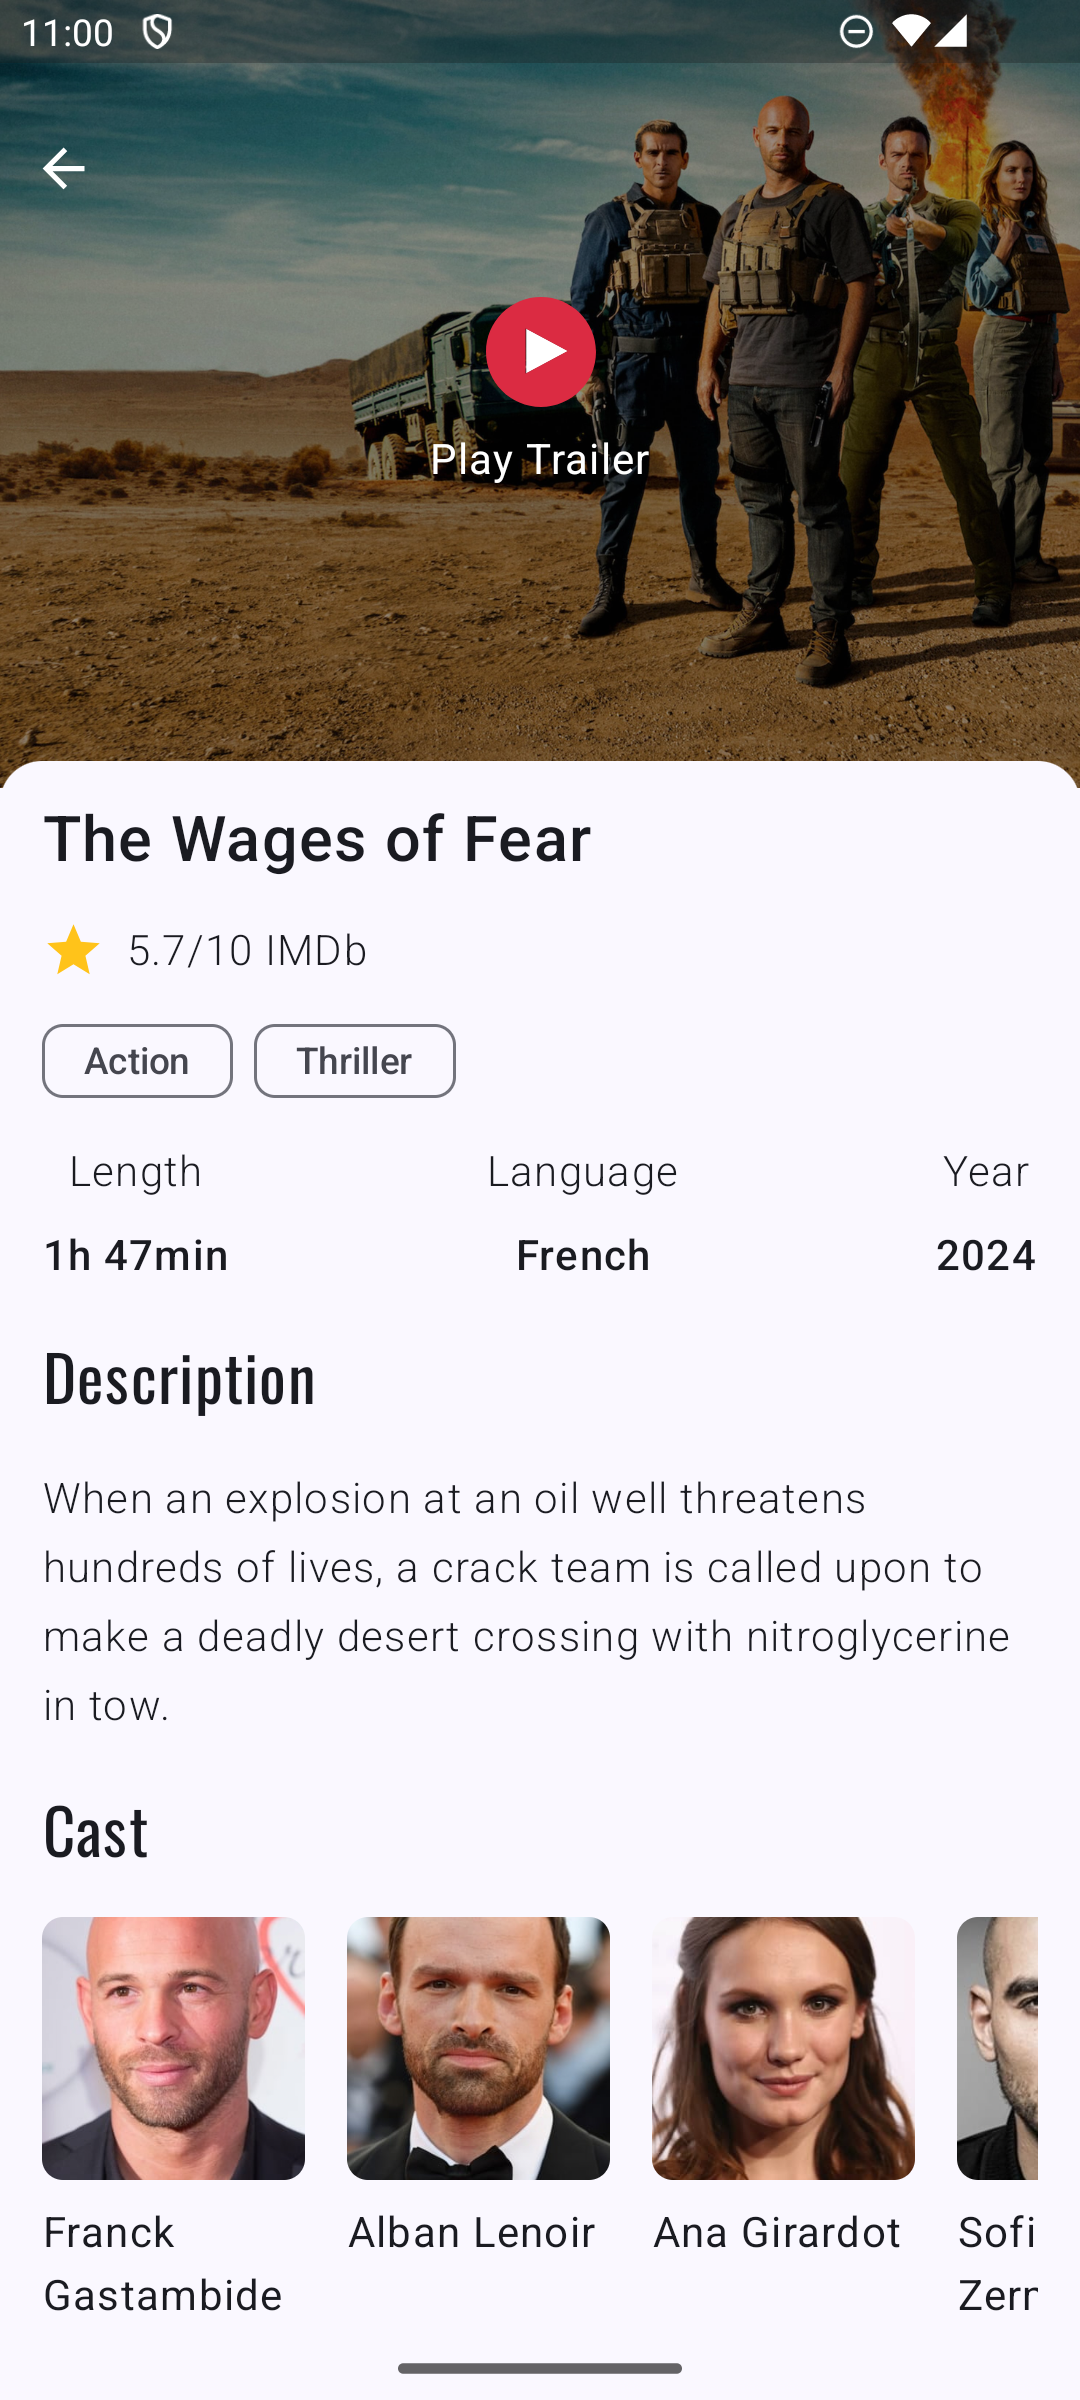 11:00
Play Trailer
The Wages of Fear
5.7/10 IMDb
Action Thriller
Length Language Year
1h 47min French 2024
Description
When an explosion at an oil well threatens
hundreds of lives, a crack team is called upon to
make a deadly desert crossing with nitroglycerine
in tow.
Cast
Franck Alban Lenoir Ana Girardot Sofi
Gastambide Zern